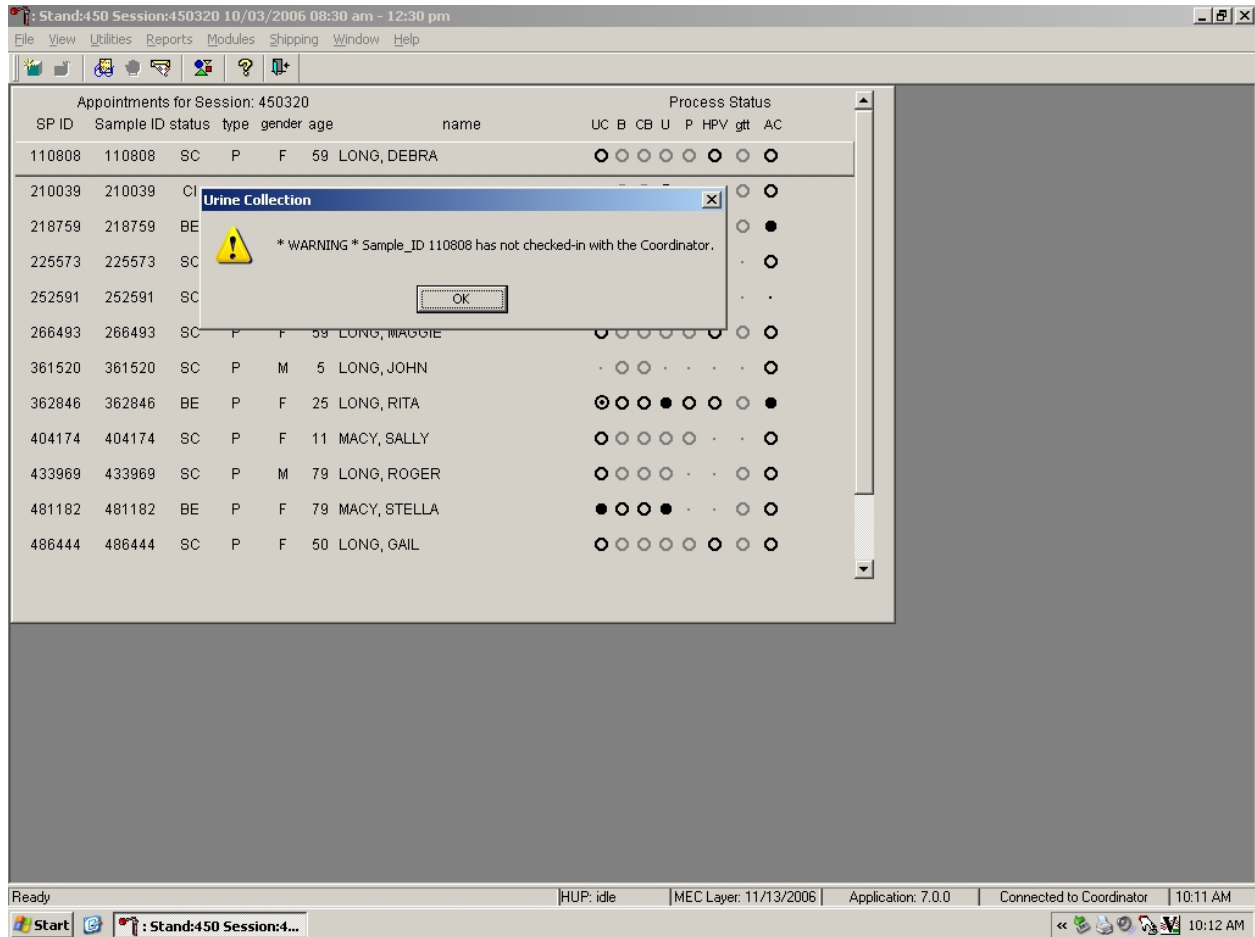 : Stand:450 Session:450320 10/03/2006 08:30 am - 12:30 pm
File View Utilities Reports Modules Shipping Window Help
Appointments for Session: 450320 Process Status
SP ID Sample ID status type gender age name UC B CB U P HPV gtt AC
110808 110808 SC P F 59 LONG, DEBRA
210039 210039 CI
Urine Collection
218759 218759 BE
* WARNING * Sample_ID 110808 has not checked-in with the Coordinator.
225573 225573 SC
252591 252591 SC
OK
266493 266493 SC P F 59 LONG, MAGGIE
361520 361520 SC P M 5 LONG, JOHN
362846 362846 BE P F 25 LONG, RITA
404174 404174 SC P F 11 MACY, SALLY
433969 433969 SC P M 79 LONG, ROGER
481182 481182 BE P F 79 MACY, STELLA
486444 486444 SC P F 50 LONG, GAIL
Ready HUP: idle MEC Layer: 11/13/2006 Application: 7.0.0 Connected to Coordinator 10:11 AM
Start : Stand:450 Session:4... « 10:12 AM